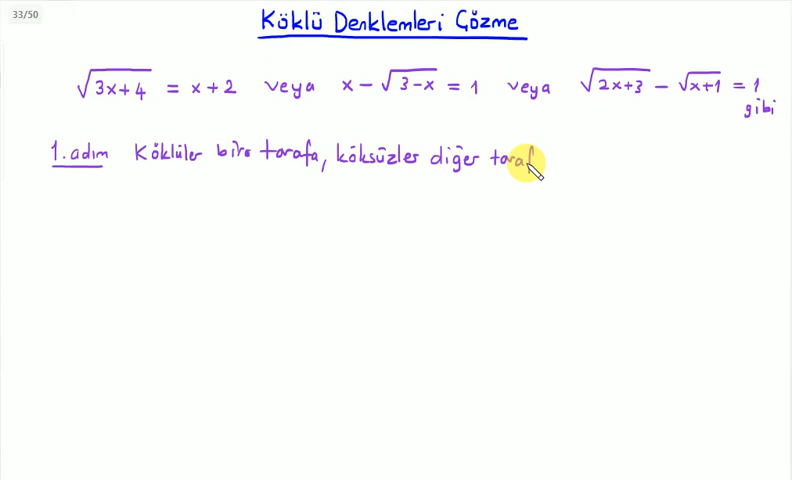 33/50
Köklü Denklemleri Çözme
√3x+4 = x+2 veya x-√3-x = 1 veya √2x+3 - √x+1 = 1
gibi
1. adım Köklüler bir tarafa, köksüzler diğer taraf